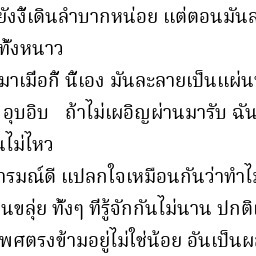 ยังงี้เดินลำบากหน่อย แต่ตอนมัน
ทั้งหนาว
มาเมื่อกี้ นี้เอง มันละลายเป็นแผ่น
อุบอิบ ถ้าไม่เผอิญผ่านมารับ ฉัน
ไม่ไหว
ารมณ์ดี แปลกใจเหมือนกันว่าทำไ
นขลุ่ย ทั้งๆ ที่รู้จักกันไม่นาน ปกติ
พศตรงข้ามอยู่ไม่ใช่น้อย อันเป็นผ